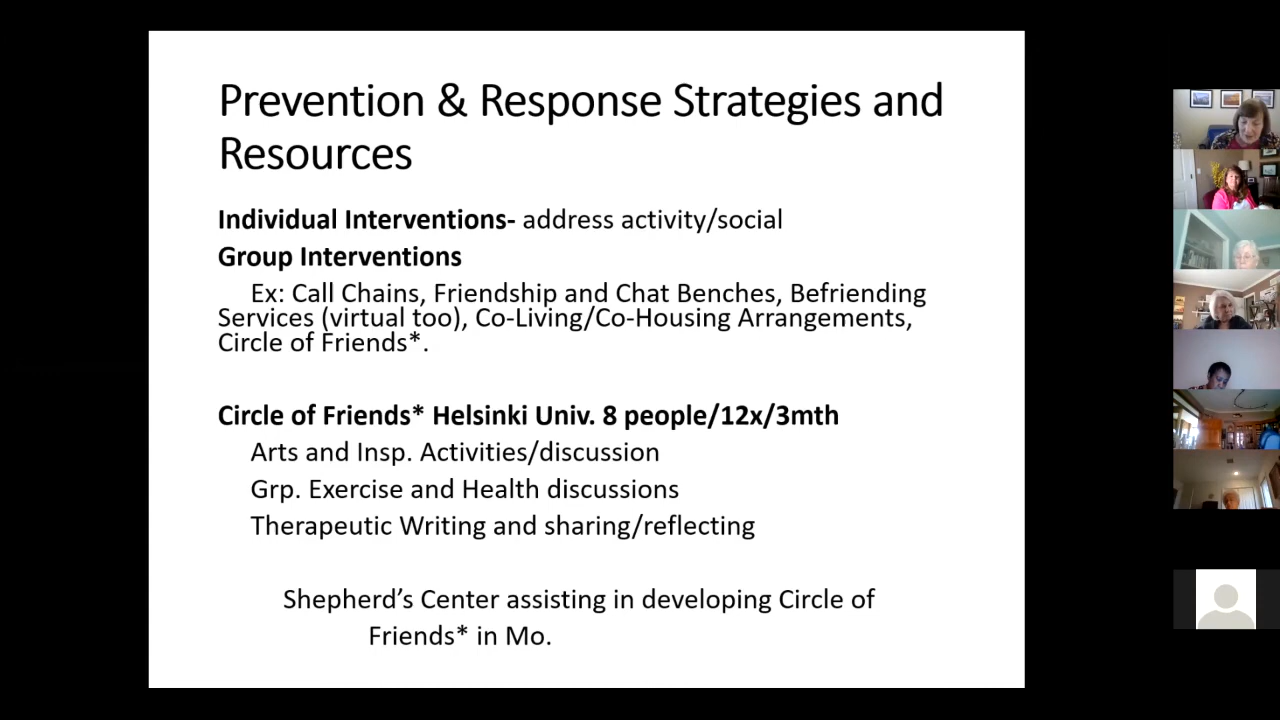 Prevention & Response Strategies and
Resources
Individual Interventions- address activity/social
Group Interventions
Ex: Call Chains, Friendship and Chat Benches, Befriending
Services (virtual too), Co-Living/Co-Housing Arrangements,
Circle of Friends*.
Circle of Friends* Helsinki Univ. 8 people/12x/3mth
Arts and Insp. Activities/discussion
Grp. Exercise and Health discussions
Therapeutic Writing and sharing/reflecting
Shepherd’s Center assisting in developing Circle of
Friends* in Mo.